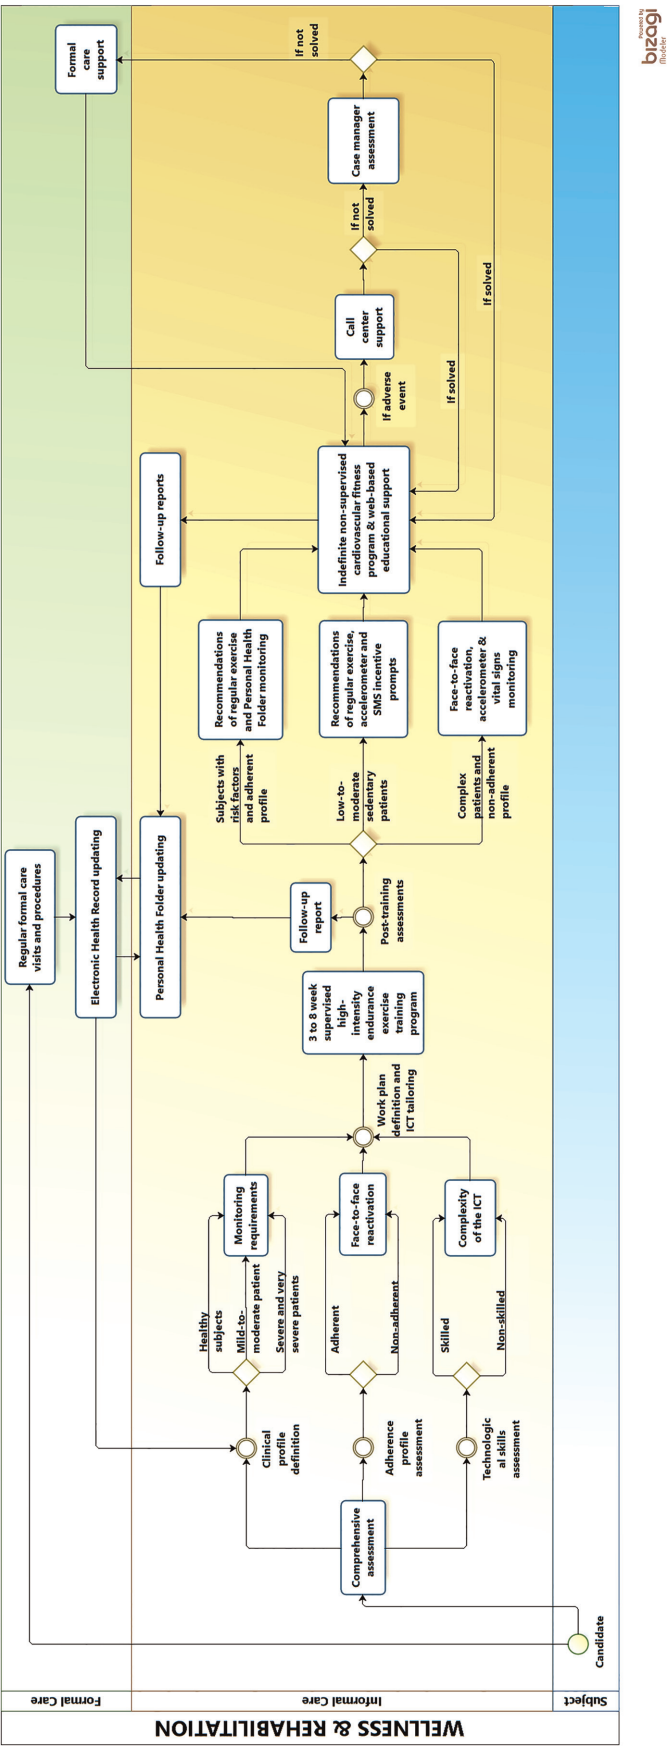 WELLNESS & REHABILITATION
Formal Care
Informal Care
Subject
Candidate
Regular formal care
visits and procedures
Electronic Health Record updating
Personal Health Folder updating
Formal
care
support
Comprehensive
assessment
Clinical
profile
definition
Adherence profile
assessment
Technologic
al skills
assessment
Healthy
subjects
Mild-to-
moderate patient
Severe and very
severe patients
Adherent
Non-adherent
Skilled
Non-skilled
Monitoring
requirements
Face-to-face
reactivation
Complexity
of the ICT
Work plan
definition and
ICT tailoring
3 to 8 week
supervised
high-
intensity
endurance
exercise
training
program
Follow-up
report
Post-training
assessments
Subjects with
risk factors
and adherent
profile
Low-to-
moderate
sedentary
patients
Complex
patients and
non-adherent
profile
Recommendations
of regular exercise
and Personal Health
Folder monitoring
Recommendations
of regular exercise,
accelerometer and
SMS incentive
prompts
Face-to-face
reactivation,
accelerometer &
vital signs
monitoring
Follow-up reports
Indefinite non-supervised
cardiovascular fitness
program & web-based
educational support
If adverse
event
Call
center
support
If not
solved
If solved
Case manager
assessment
If not
solved
If solved
Powered by
bizagi
Modeler